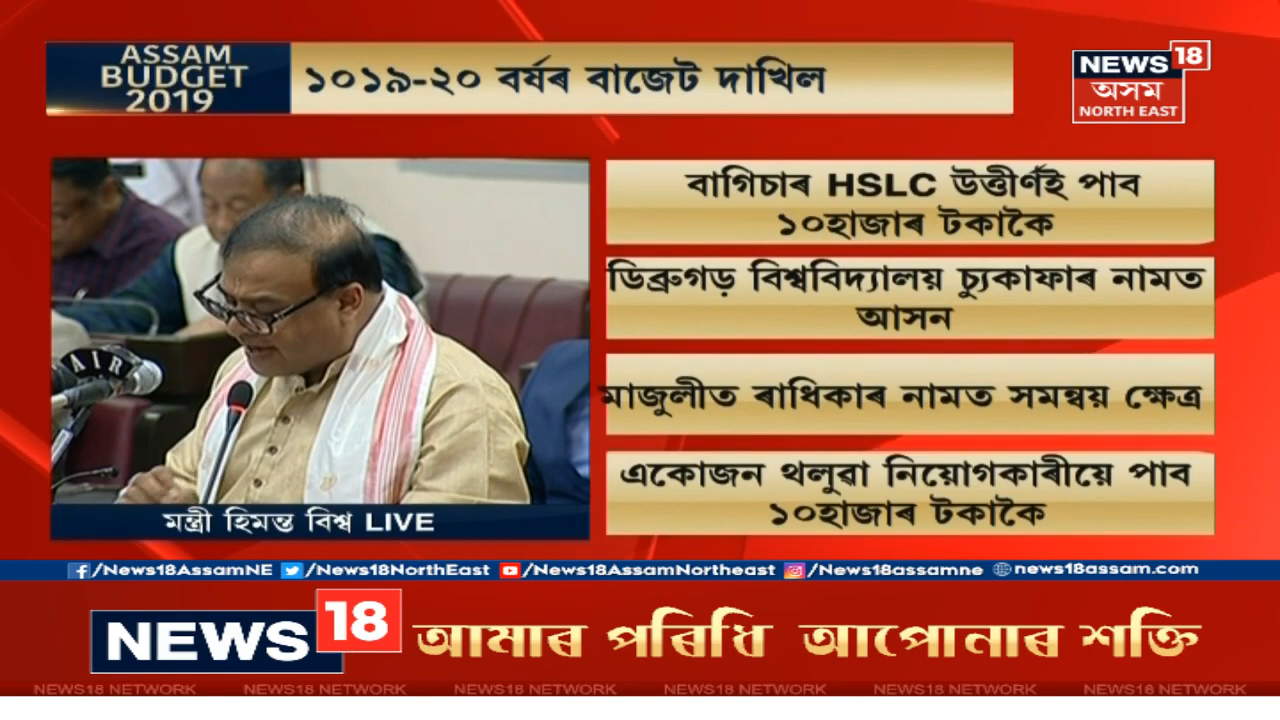 ASSAM
BUDGET
2019
১০১৯-২০ বৰ্ষৰ বাজেট দাখিল
NEWS 18
অসম
NORTH EAST
বাগিচাৰ HSLC উত্তীৰ্ণই পাব
১০হাজাৰ টকাকৈ
ডিব্ৰুগড় বিশ্ববিদ্যালয় চ্যুকাফাৰ নামত
আসন
মাজুলীত ৰাধিকাৰ নামত সমন্বয় ক্ষেত্ৰ
একোজন থলুৱা নিয়োগকাৰীয়ে পাব
১০হাজাৰ টকাকৈ
AIR
মন্ত্ৰী হিমন্ত বিশ্ব LIVE
/News18AssamNE /News18NorthEast /News18AssamNortheast /News18assamne news18assam.com
NEWS 18 আমাৰ পৰিধি আপোনাৰ শক্তি
NEWS18 NETWORK NEWS18 NETWORK NEWS18 NETWORK NEWS18 NETWORK NEWS18 NETWORK NEWS18 NETWORK